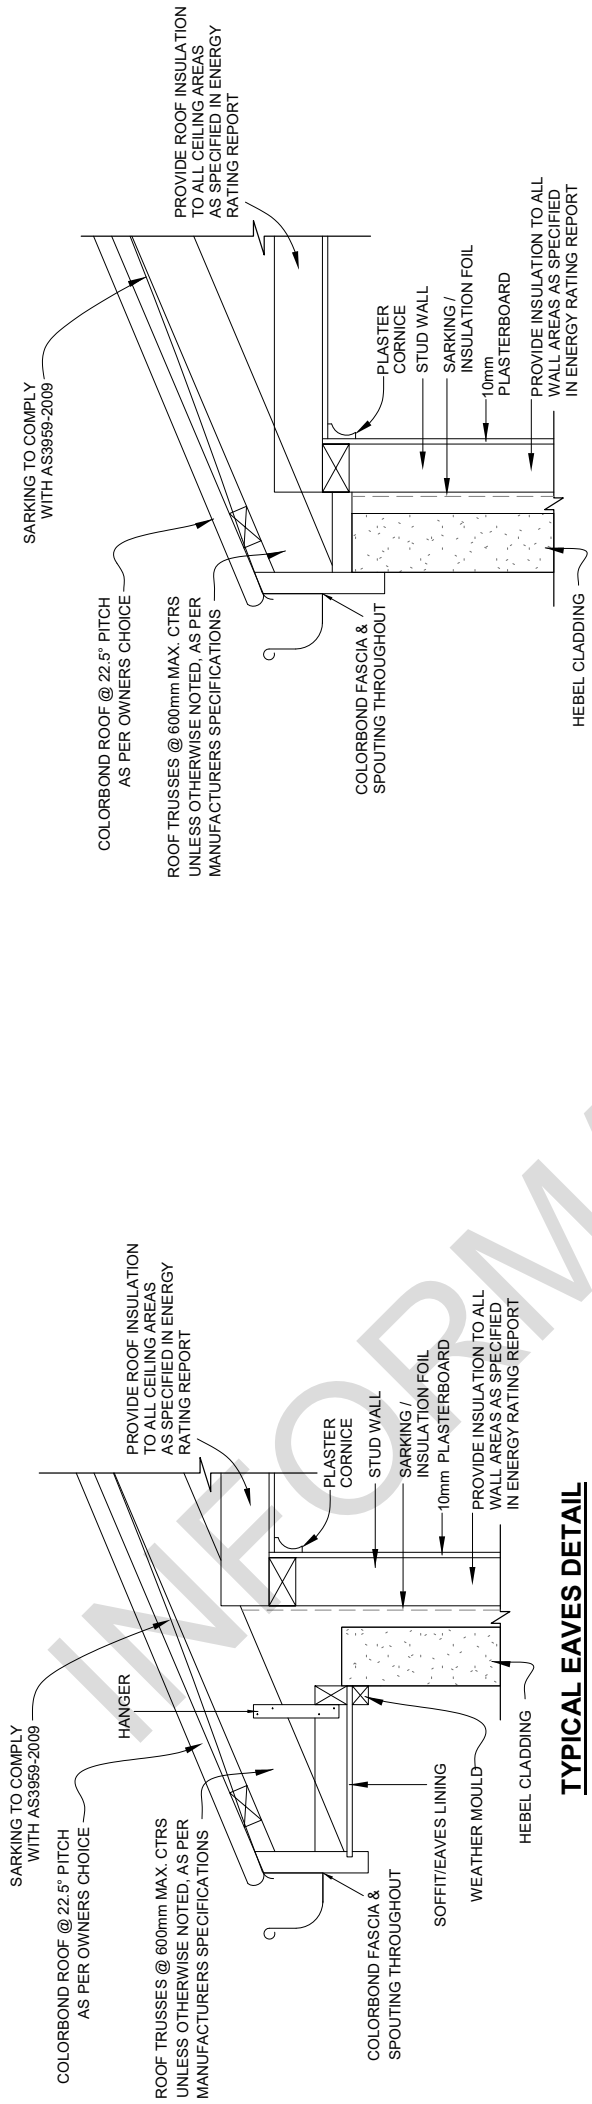 SARKING TO COMPLY
WITH AS3959-2009
COLORBOND ROOF @ 22.5° PITCH
AS PER OWNERS CHOICE
HANGER
ROOF TRUSSES @ 600mm MAX. CTRS
UNLESS OTHERWISE NOTED, AS PER
MANUFACTURERS SPECIFICATIONS
COLORBOND FASCIA &
SPOUTING THROUGHOUT
SOFFIT/EAVES LINING
WEATHER MOULD
HEBEL CLADDING
PROVIDE ROOF INSULATION
TO ALL CEILING AREAS
AS SPECIFIED IN ENERGY
RATING REPORT
PLASTER
CORNICE
STUD WALL
SARKING /
INSULATION FOIL
10mm PLASTERBOARD
PROVIDE INSULATION TO ALL
WALL AREAS AS SPECIFIED
IN ENERGY RATING REPORT
TYPICAL EAVES DETAIL
SARKING TO COMPLY
WITH AS3959-2009
COLORBOND ROOF @ 22.5° PITCH
AS PER OWNERS CHOICE
ROOF TRUSSES @ 600mm MAX. CTRS
UNLESS OTHERWISE NOTED, AS PER
MANUFACTURERS SPECIFICATIONS
COLORBOND FASCIA &
SPOUTING THROUGHOUT
HEBEL CLADDING
PROVIDE ROOF INSULATION
TO ALL CEILING AREAS
AS SPECIFIED IN ENERGY
RATING REPORT
PLASTER
CORNICE
STUD WALL
SARKING /
INSULATION FOIL
10mm
PLASTERBOARD
PROVIDE INSULATION TO ALL
WALL AREAS AS SPECIFIED
IN ENERGY RATING REPORT
INFORM